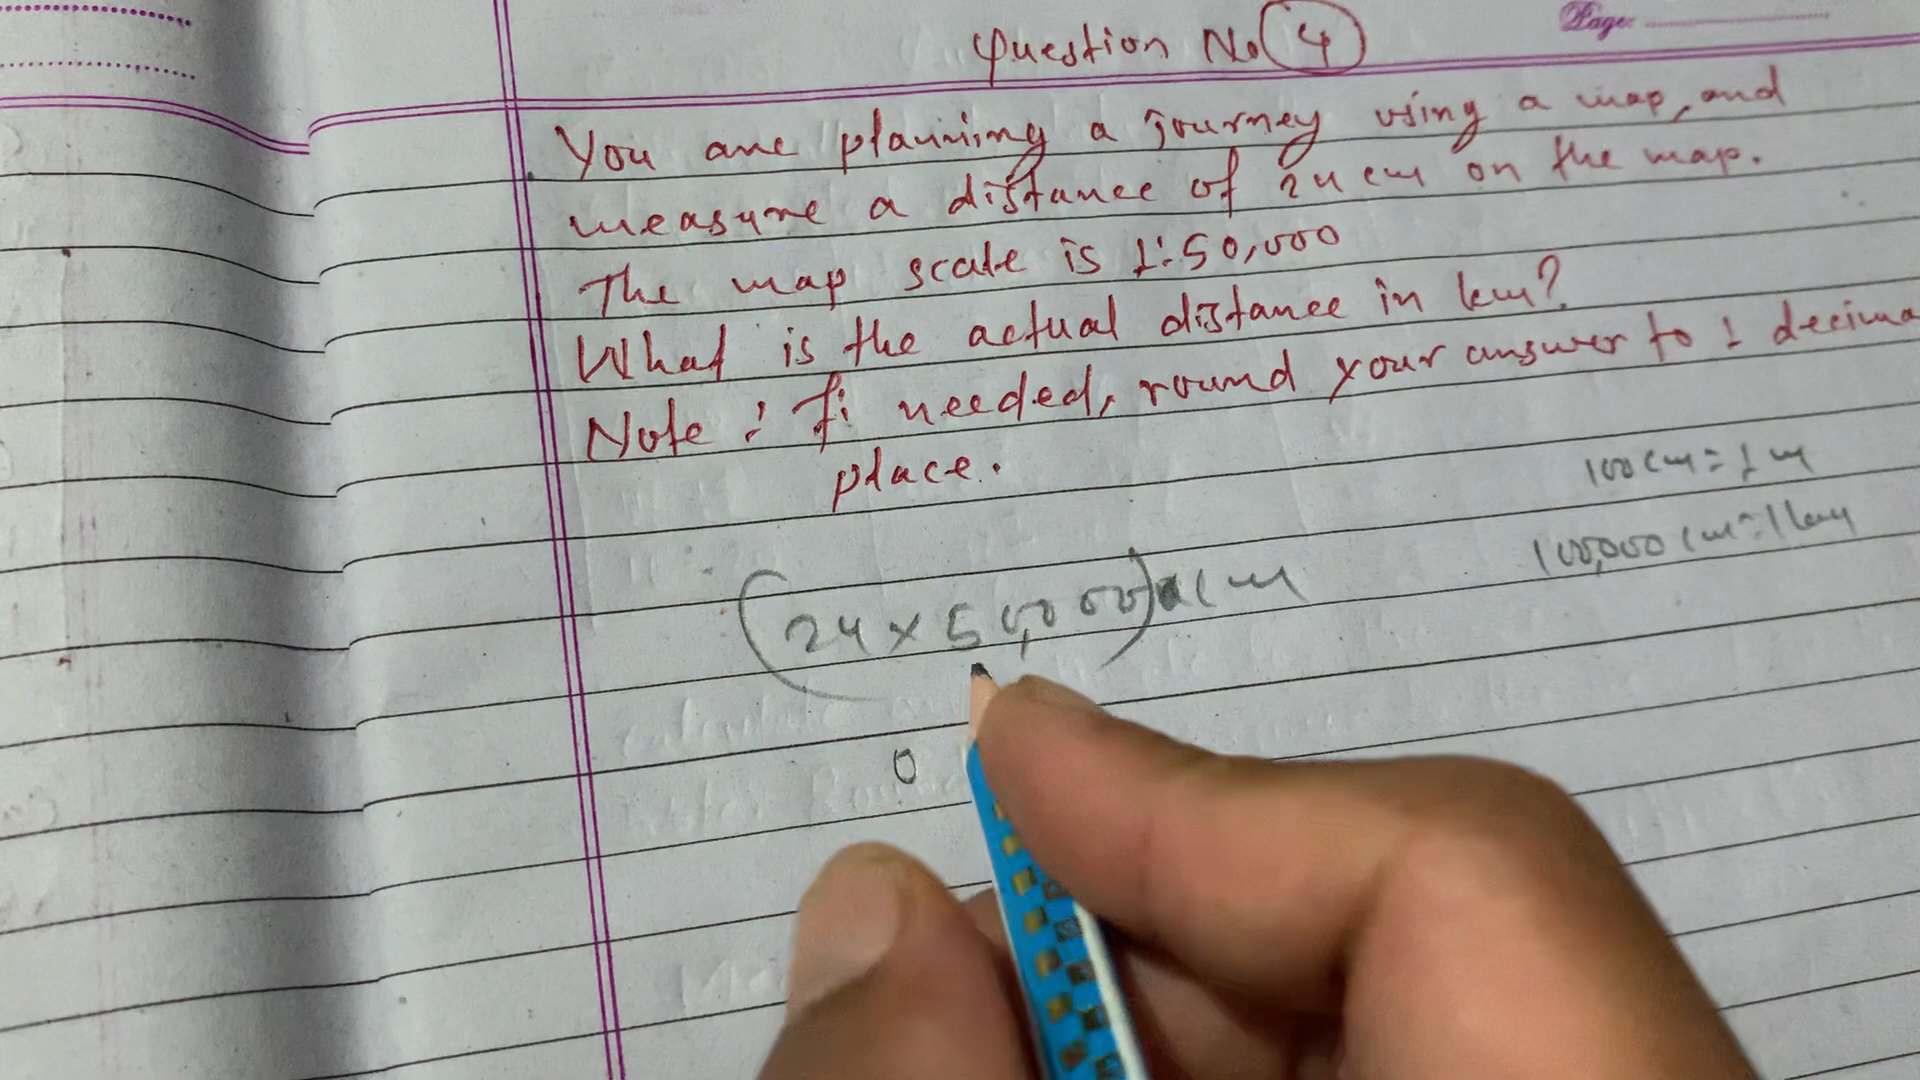 Page:
Question No 4
You are planning a journey using a map, and
measure a distance of 24 cm on the map.
The map scale is 1:50,000
What is the actual distance in km?
Note : If needed, round your answer to 1 decima
place.
100 cm = 1 m
100,000 cm = 1 km
(24 × 50,000) cm
0